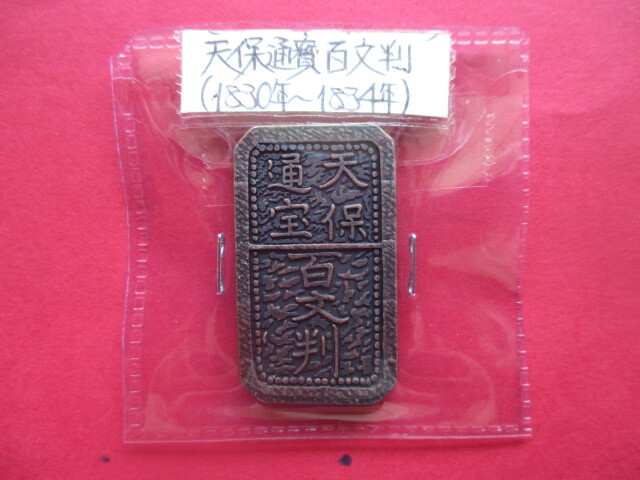 天保通寳百文判
(1830年~1834年)
天保
通宝
百文判